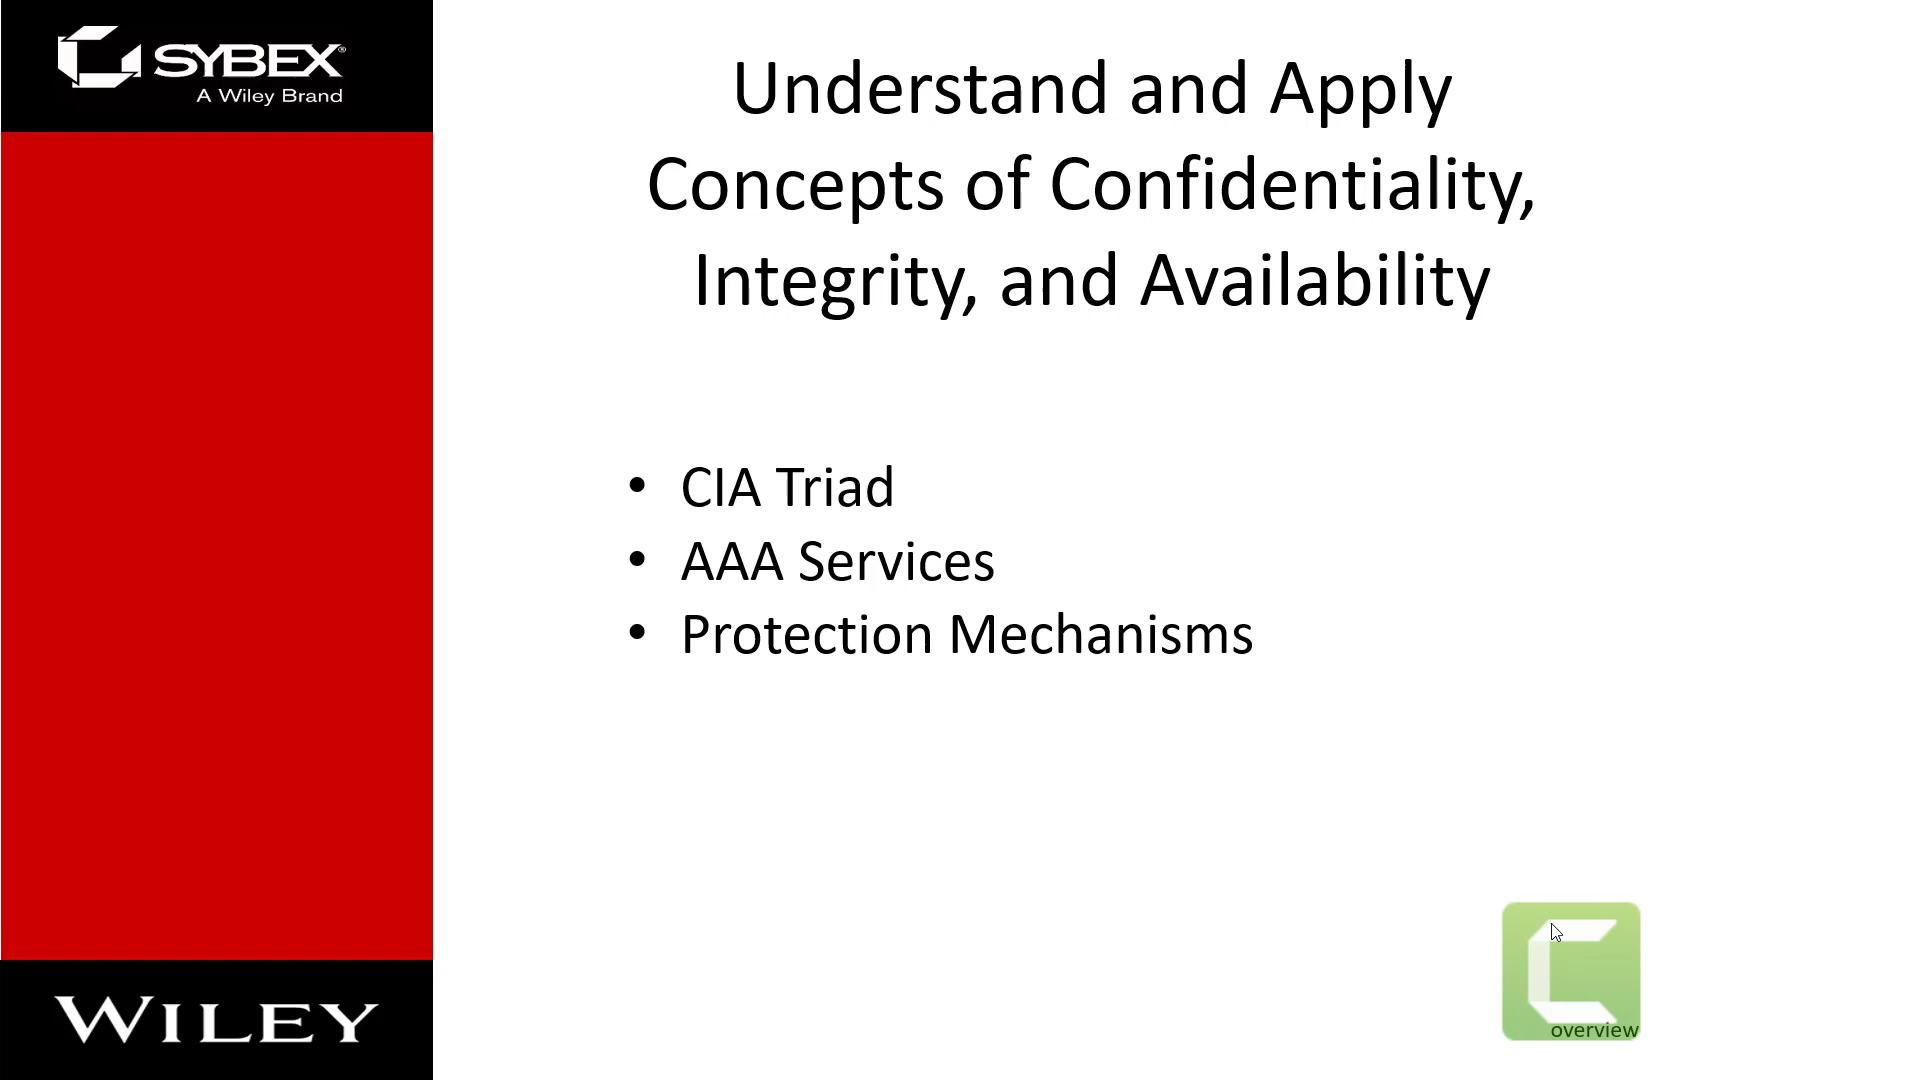 SYBEX®
A Wiley Brand
Understand and Apply
Concepts of Confidentiality,
Integrity, and Availability
• CIA Triad
• AAA Services
• Protection Mechanisms
WILEY
overview